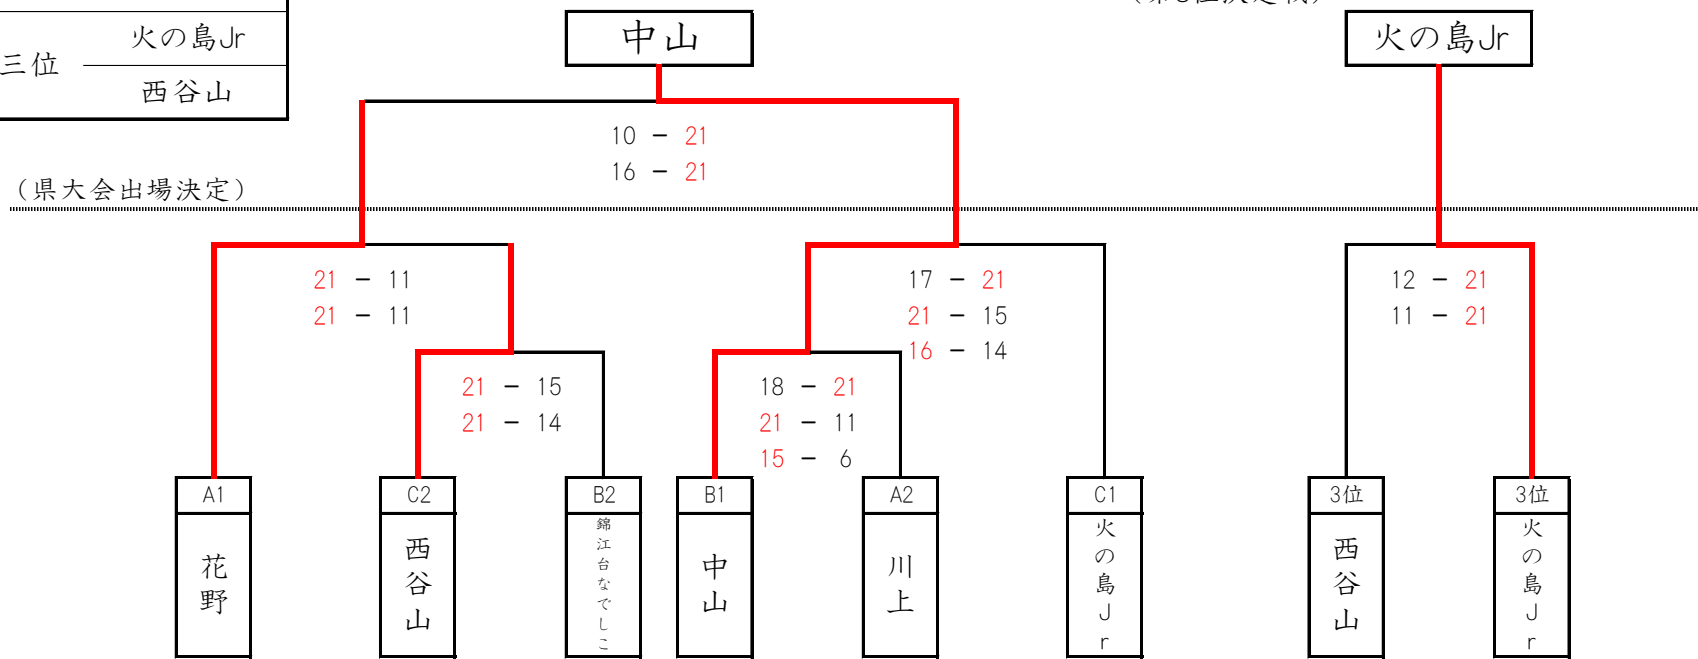 三位
火の島Jr
西谷山
中山
火の島Jr
10 - 21
16 - 21
(県大会出場決定)
21 - 11
21 - 11
17 - 21
21 - 15
16 - 14
12 - 21
11 - 21
21 - 15
21 - 14
18 - 21
21 - 11
15 - 6
A1
C2
B2
B1
A2
C1
3位
3位
花野
西谷山
錦江台なでしこ
中山
川上
火の島Jr
西谷山
火の島Jr